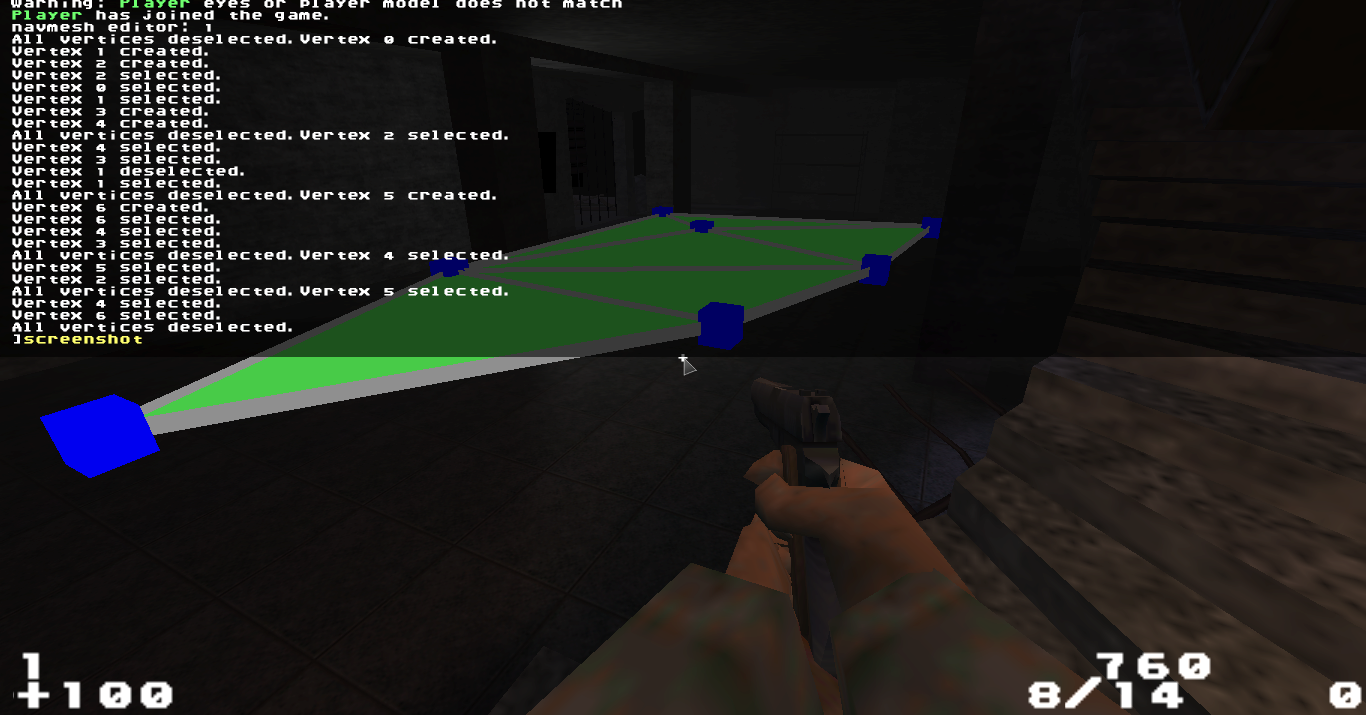 Warning: Player eyes or player model does not match
Player has joined the game.
navmesh editor: 1
All vertices deselected.Vertex 0 created.
Vertex 1 created.
Vertex 2 created.
Vertex 2 selected.
Vertex 0 selected.
Vertex 1 selected.
Vertex 3 created.
Vertex 4 created.
All vertices deselected.Vertex 2 selected.
Vertex 4 selected.
Vertex 3 selected.
Vertex 1 deselected.
Vertex 1 selected.
All vertices deselected.Vertex 5 created.
Vertex 6 created.
Vertex 6 selected.
Vertex 4 selected.
Vertex 3 selected.
All vertices deselected.Vertex 4 selected.
Vertex 5 selected.
Vertex 2 selected.
All vertices deselected.Vertex 5 selected.
Vertex 4 selected.
Vertex 6 selected.
All vertices deselected.
]screenshot
1
+100
760
8/14
0